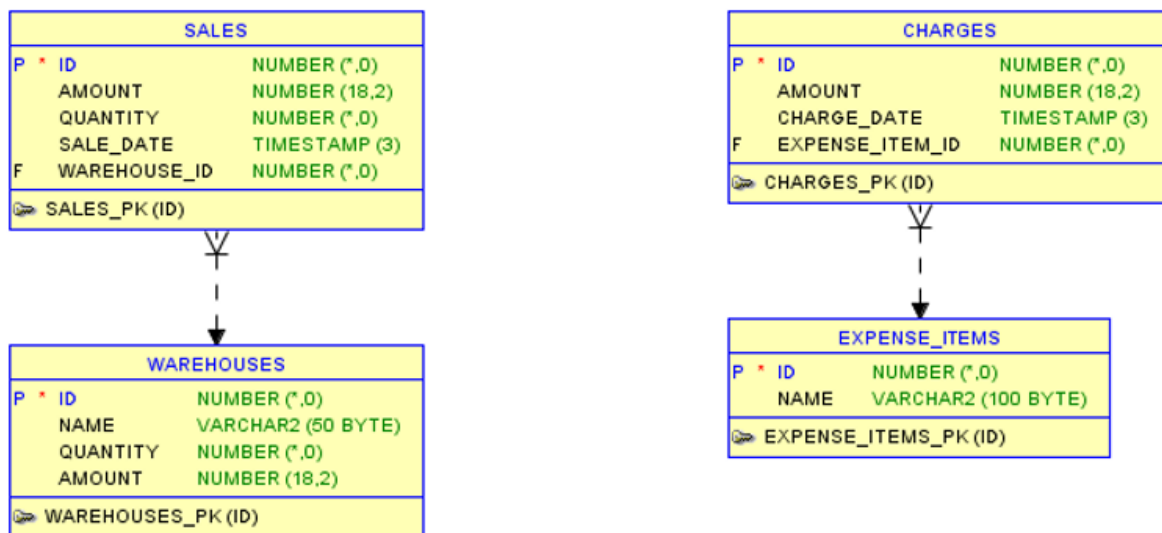 SALES
P * ID NUMBER (*,0)
AMOUNT NUMBER (18,2)
QUANTITY NUMBER (*,0)
SALE_DATE TIMESTAMP (3)
F WAREHOUSE_ID NUMBER (*,0)
SALES_PK (ID)
WAREHOUSES
P * ID NUMBER (*,0)
NAME VARCHAR2 (50 BYTE)
QUANTITY NUMBER (*,0)
AMOUNT NUMBER (18,2)
WAREHOUSES_PK (ID)
CHARGES
P * ID NUMBER (*,0)
AMOUNT NUMBER (18,2)
CHARGE_DATE TIMESTAMP (3)
F EXPENSE_ITEM_ID NUMBER (*,0)
CHARGES_PK (ID)
EXPENSE_ITEMS
P * ID NUMBER (*,0)
NAME VARCHAR2 (100 BYTE)
EXPENSE_ITEMS_PK (ID)